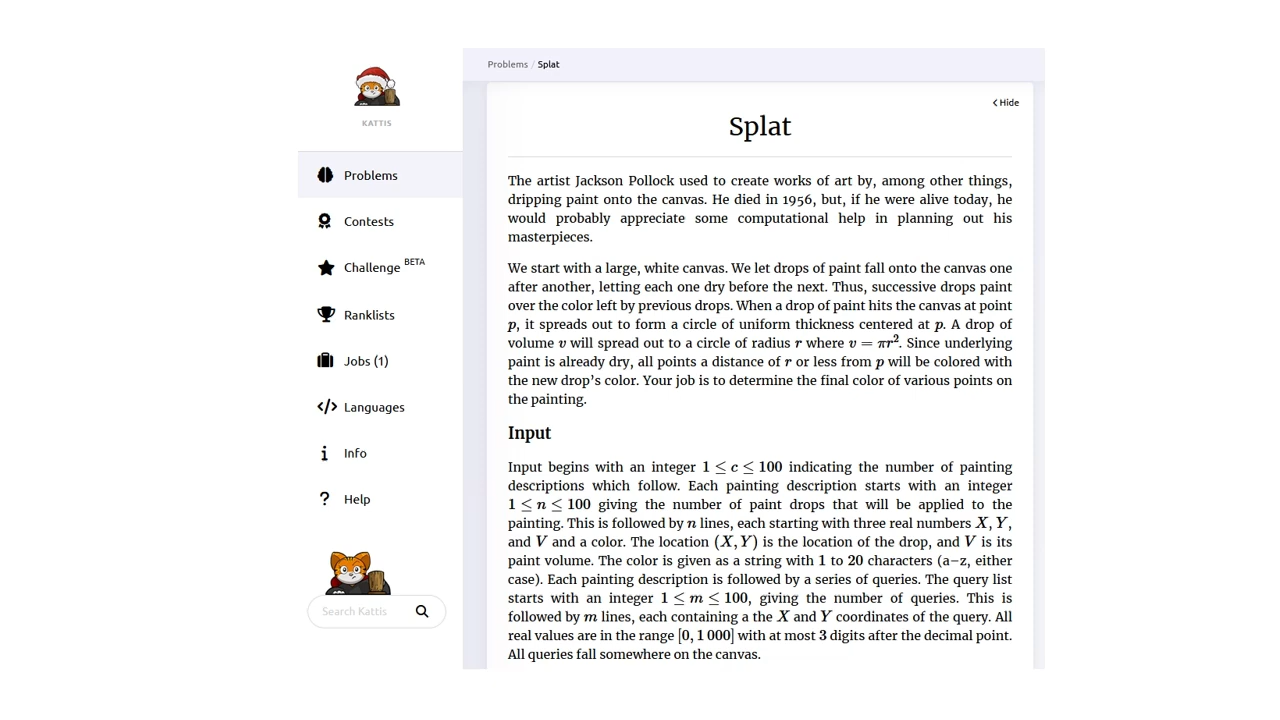 Problems / Splat
KATTIS
Problems
Contests
Challenge BETA
Ranklists
Jobs (1)
Languages
Info
Help
Search Kattis
Hide
Splat
The artist Jackson Pollock used to create works of art by, among other things,
dripping paint onto the canvas. He died in 1956, but, if he were alive today, he
would probably appreciate some computational help in planning out his
masterpieces.
We start with a large, white canvas. We let drops of paint fall onto the canvas one
after another, letting each one dry before the next. Thus, successive drops paint
over the color left by previous drops. When a drop of paint hits the canvas at point
p, it spreads out to form a circle of uniform thickness centered at p. A drop of
volume v will spread out to a circle of radius r where v = πr². Since underlying
paint is already dry, all points a distance of r or less from p will be colored with
the new drop's color. Your job is to determine the final color of various points on
the painting.
Input
Input begins with an integer 1 ≤ c ≤ 100 indicating the number of painting
descriptions which follow. Each painting description starts with an integer
1 ≤ n ≤ 100 giving the number of paint drops that will be applied to the
painting. This is followed by n lines, each starting with three real numbers X, Y,
and V and a color. The location (X, Y) is the location of the drop, and V is its
paint volume. The color is given as a string with 1 to 20 characters (a–z, either
case). Each painting description is followed by a series of queries. The query list
starts with an integer 1 ≤ m ≤ 100, giving the number of queries. This is
followed by m lines, each containing a the X and Y coordinates of the query. All
real values are in the range [0, 1 000] with at most 3 digits after the decimal point.
All queries fall somewhere on the canvas.